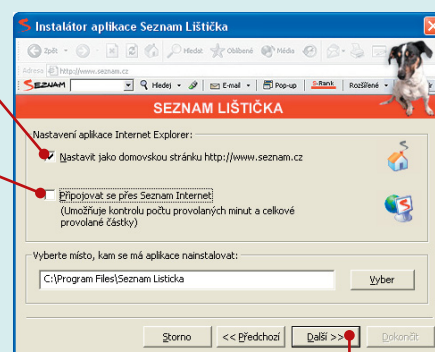 Instalátor aplikace Seznam Lištička
Zpět Hledat Oblíbené Média
Adresa http://www.seznam.cz
SEZNAM Hledej E-mail Pop-up S-Rank Rozšířené
SEZNAM LIŠTIČKA
Nastavení aplikace Internet Explorer:
Nastavit jako domovskou stránku http://www.seznam.cz
Připojovat se přes Seznam Internet
(Umožňuje kontrolu počtu provolaných minut a celkové
provolané částky)
Vyberte místo, kam se má aplikace nainstalovat:
C:\Program Files\Seznam Listicka
Vyber
Storno << Předchozí Další >> Dokončit